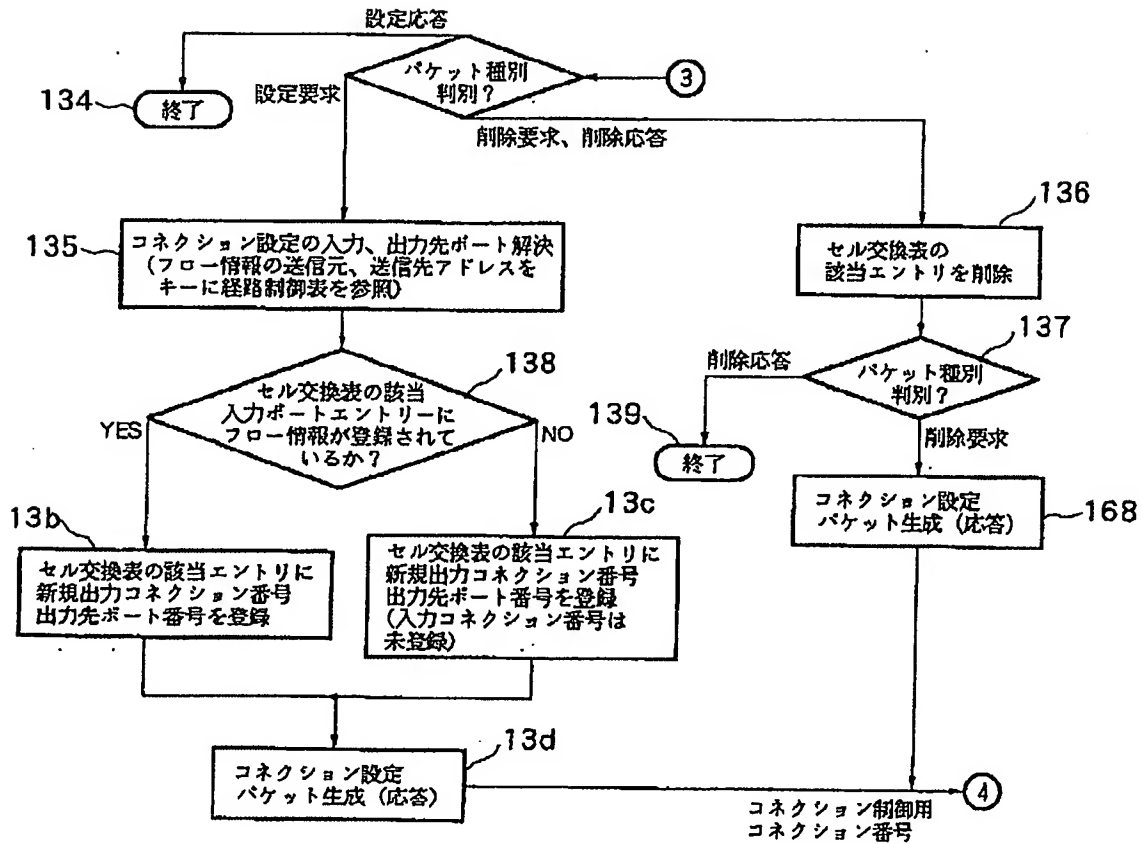 設定応答
パケット種別
判別？
③
134
終了
設定要求
削除要求、削除応答
135
コネクション設定の入力、出力先ポート解決
（フロー情報の送信元、送信先アドレスを
キーに経路制御表を参照）
136
セル交換表の
該当エントリを削除
137
パケット種別
判別？
削除応答
139
終了
削除要求
138
セル交換表の該当
入力ポートエントリーに
フロー情報が登録されて
いるか？
YES
NO
168
コネクション設定
パケット生成（応答）
13b
セル交換表の該当エントリに
新規出力コネクション番号
出力先ポート番号を登録
13c
セル交換表の該当エントリに
新規出力コネクション番号
出力先ポート番号を登録
（入力コネクション番号は
未登録）
13d
コネクション設定
パケット生成（応答）
④
コネクション制御用
コネクション番号